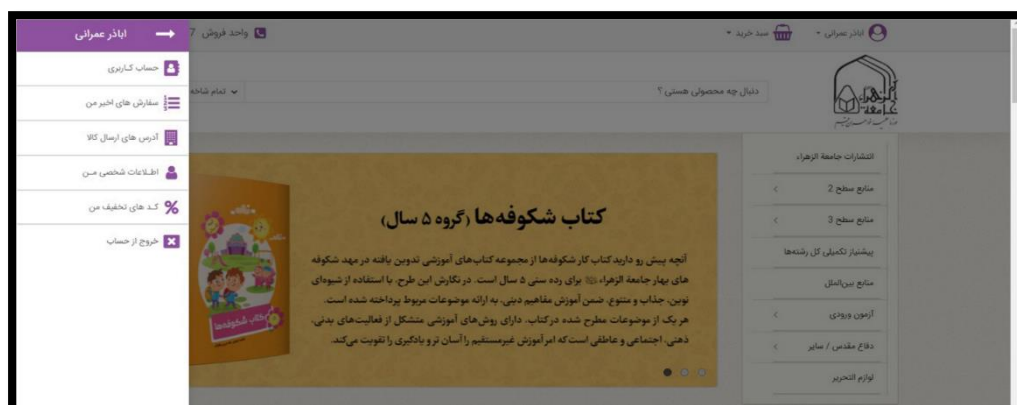 اباذر عمرانی
حساب کاربری
سفارش های اخیر من
آدرس های ارسال کالا
اطلاعات شخصی من
کد های تخفیف من
خروج از حساب
اباذر عمرانی
سبد خرید
واحد فروش 7
دنبال چه محصولی هستی ؟
تمام شاخه
انتشارات جامعة الزهراء
منابع سطح 2
منابع سطح 3
پیشنیاز تکمیلی کل رشته‌ها
منابع بین‌الملل
آزمون ورودی
دفاع مقدس / سایر
لوازم التحریر
کتاب شکوفه‌ها (گروه ۵ سال)
آنچه پیش رو دارید کتاب کار شکوفه‌ها از مجموعه کتاب‌های آموزشی تدوین یافته در مهد شکوفه
های بهار جامعة الزهراء برای رده سنی ۵ سال است. در نگارش این طرح، با استفاده از شیوه‌ای
نوین، جذاب و متنوع، ضمن آموزش مفاهیم دینی، به ارائه موضوعات مربوط پرداخته شده است.
هر یک از موضوعات مطرح شده در کتاب، دارای روش‌های آموزشی متشکل از فعالیت‌های بدنی،
ذهنی، اجتماعی و عاطفی است که امر آموزش غیرمستقیم را آسان تر و یادگیری را تقویت می‌کند.
کتاب شکوفه‌ها